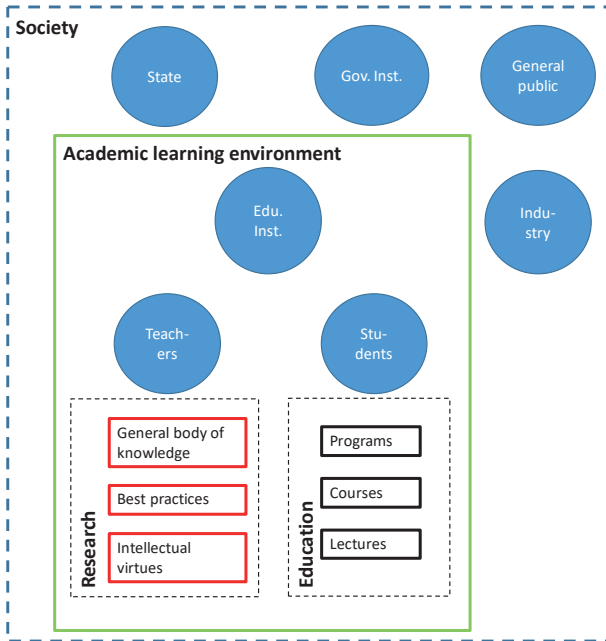 Society
State
Gov. Inst.
General
public
Academic learning environment
Edu.
Inst.
Indu-
stry
Teach-
ers
Stu-
dents
Research
General body of
knowledge
Best practices
Intellectual
virtues
Education
Programs
Courses
Lectures